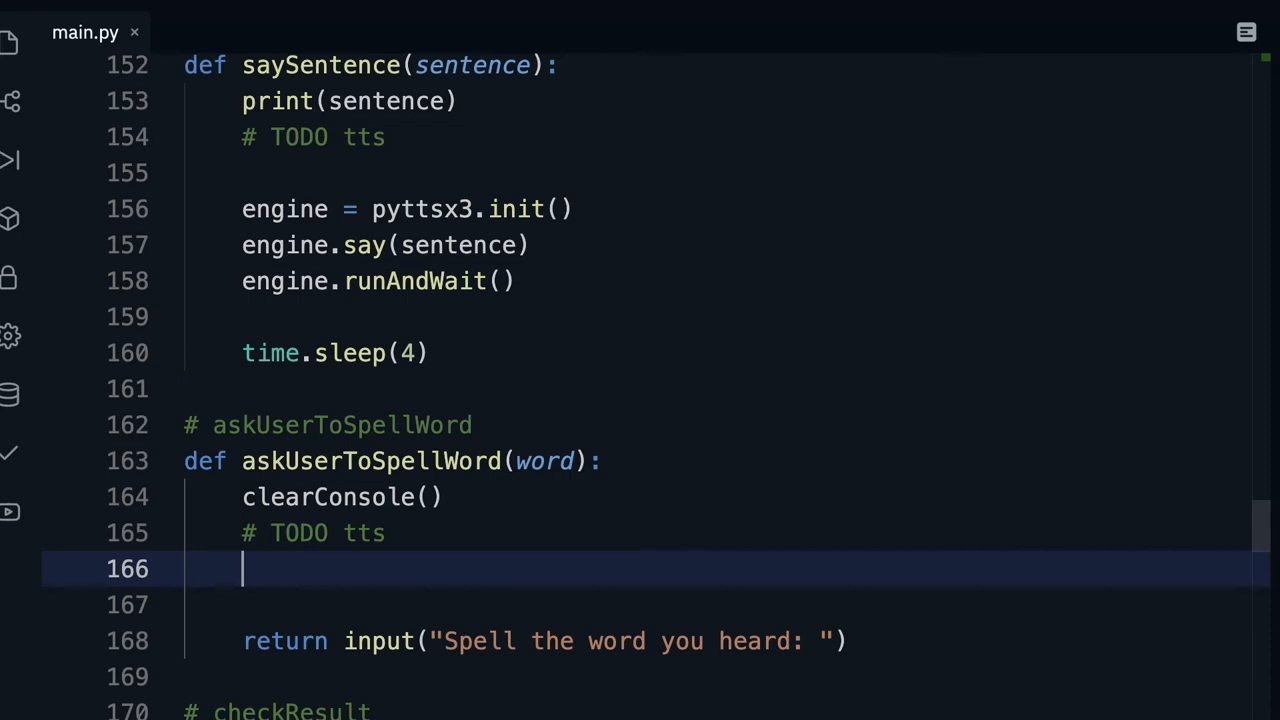 main.py ×
152 def saySentence(sentence):
153 print(sentence)
154 # TODO tts
155
156 engine = pyttsx3.init()
157 engine.say(sentence)
158 engine.runAndWait()
159
160 time.sleep(4)
161
162 # askUserToSpellWord
163 def askUserToSpellWord(word):
164 clearConsole()
165 # TODO tts
166
167
168 return input("Spell the word you heard: ")
169
170 # checkResult